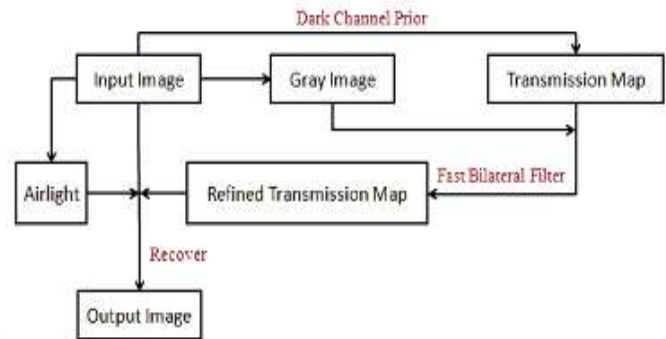 Dark Channel Prior
Input Image
Gray Image
Transmission Map
Airlight
Refined Transmission Map
Fast Bilateral Filter
Recover
Output Image